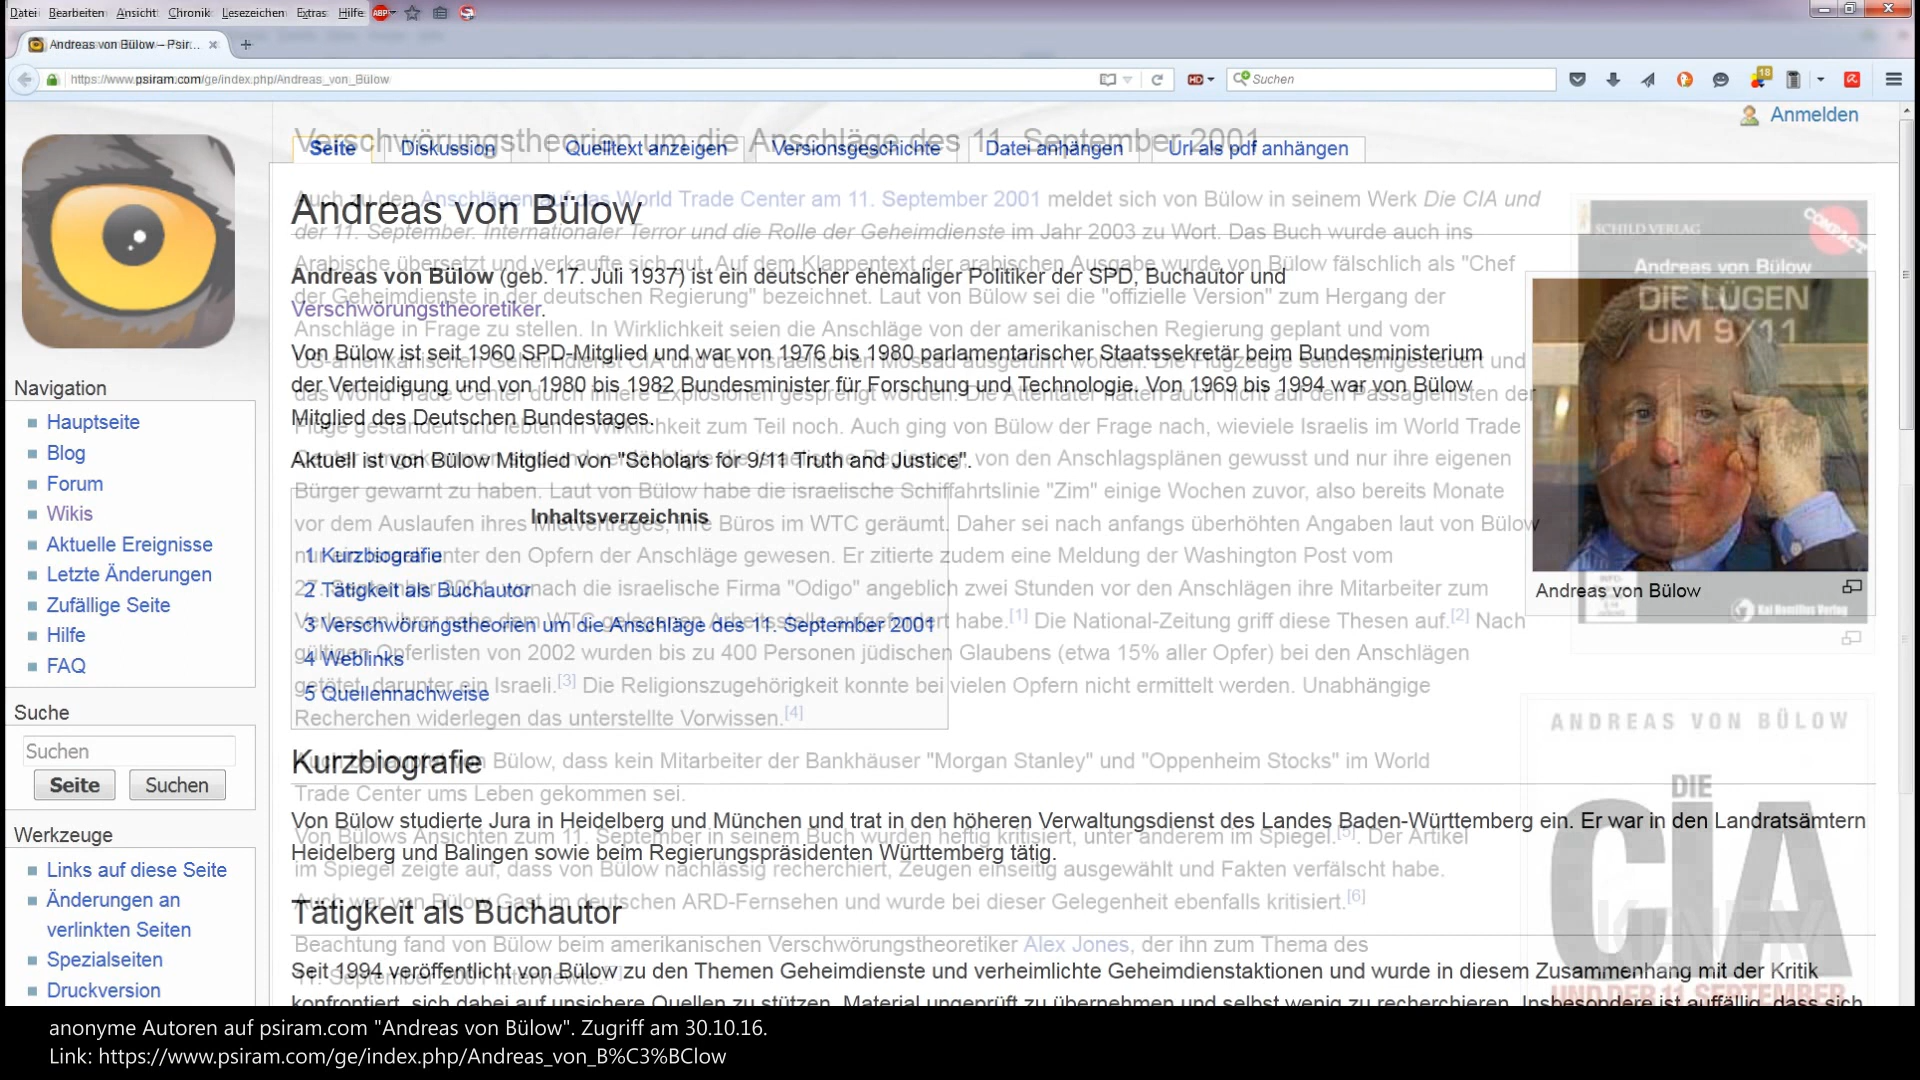 Datei Bearbeiten Ansicht Chronik Lesezeichen Extras Hilfe ABP
Andreas von Bülow – Psir...
https://www.psiram.com/ge/index.php/Andreas_von_Bülow
HD
Suchen
18
Anmelden
Verschwörungstheorien um die Anschläge des 11. September 2001
Seite Diskussion Quelltext anzeigen Versionsgeschichte Datei anhängen Url als pdf anhängen
Andreas von Bülow
Auch zu den Anschlägen auf das World Trade Center am 11. September 2001 meldet sich von Bülow in seinem Werk Die CIA und
der 11. September. Internationaler Terror und die Rolle der Geheimdienste im Jahr 2003 zu Wort. Das Buch wurde auch ins
Arabische übersetzt und verkaufte sich gut. Auf dem Klappentext der arabischen Ausgabe wurde von Bülow fälschlich als "Chef
der Geheimdienste in der deutschen Regierung" bezeichnet. Laut von Bülow sei die "offizielle Version" zum Hergang der
Anschläge in Frage zu stellen. In Wirklichkeit seien die Anschläge von der amerikanischen Regierung geplant und vom
US-amerikanischen Geheimdienst CIA und dem israelischen Mossad ausgeführt worden. Die Flugzeuge seien ferngesteuert und
das World Trade Center durch innere Explosionen gesprengt worden. Die Attentäter hätten auch nicht auf den Passagierlisten der
Flüge gestanden und lebten in Wirklichkeit zum Teil noch. Auch ging von Bülow der Frage nach, wieviele Israelis im World Trade
von den Anschlagsplänen gewusst und nur ihre eigenen
Bürger gewarnt zu haben. Laut von Bülow habe die israelische Schiffahrtslinie "Zim" einige Wochen zuvor, also bereits Monate
vor dem Auslaufen ihres Mietvertrages, ihre Büros im WTC geräumt. Daher sei nach anfangs überhöhten Angaben laut von Bülow
nur ein Israeli unter den Opfern der Anschläge gewesen. Er zitierte zudem eine Meldung der Washington Post vom
27. September 2001, wonach die israelische Firma "Odigo" angeblich zwei Stunden vor den Anschlägen ihre Mitarbeiter zum
Verlassen ihrer nahe dem WTC gelegenen Arbeitsstelle aufgefordert habe.[1] Die National-Zeitung griff diese Thesen auf.[2] Nach
gültigen Opferlisten von 2002 wurden bis zu 400 Personen jüdischen Glaubens (etwa 15% aller Opfer) bei den Anschlägen
getötet, darunter ein Israeli.[3] Die Religionszugehörigkeit konnte bei vielen Opfern nicht ermittelt werden. Unabhängige
Recherchen widerlegen das unterstellte Vorwissen.[4]
Bülow, dass kein Mitarbeiter der Bankhäuser "Morgan Stanley" und "Oppenheim Stocks" im World
Trade Center ums Leben gekommen sei.
Von Bülows Ansichten zum 11. September in seinem Buch wurden heftig kritisiert, unter anderem im Spiegel.[5]. Der Artikel
im Spiegel zeigte auf, dass von Bülow nachlässig recherchiert, Zeugen einseitig ausgewählt und Fakten verfälscht habe.
Auch war von Bülow Gast im deutschen ARD-Fernsehen und wurde bei dieser Gelegenheit ebenfalls kritisiert.[6]
Beachtung fand von Bülow beim amerikanischen Verschwörungstheoretiker Alex Jones, der ihn zum Thema des
11. September 2001 interviewte.
Andreas von Bülow (geb. 17. Juli 1937) ist ein deutscher ehemaliger Politiker der SPD, Buchautor und
Verschwörungstheoretiker.
Von Bülow ist seit 1960 SPD-Mitglied und war von 1976 bis 1980 parlamentarischer Staatssekretär beim Bundesministerium
der Verteidigung und von 1980 bis 1982 Bundesminister für Forschung und Technologie. Von 1969 bis 1994 war von Bülow
Mitglied des Deutschen Bundestages.
Aktuell ist von Bülow Mitglied von "Scholars for 9/11 Truth and Justice".
Inhaltsverzeichnis
1 Kurzbiografie
2 Tätigkeit als Buchautor
3 Verschwörungstheorien um die Anschläge des 11. September 2001
4 Weblinks
5 Quellennachweise
Kurzbiografie
Von Bülow studierte Jura in Heidelberg und München und trat in den höheren Verwaltungsdienst des Landes Baden-Württemberg ein. Er war in den Landratsämtern
Heidelberg und Balingen sowie beim Regierungspräsidenten Württemberg tätig.
Tätigkeit als Buchautor
Seit 1994 veröffentlicht von Bülow zu den Themen Geheimdienste und verheimlichte Geheimdienstaktionen und wurde in diesem Zusammenhang mit der Kritik
konfrontiert, sich dabei auf unsichere Quellen zu stützen, Material ungeprüft zu übernehmen und selbst wenig zu recherchieren. Insbesondere ist auffällig, dass sich
SCHILD VERLAG
COMPACT
Andreas von Bülow
DIE LÜGEN
UM 9/11
Kai Homilius Verlag
Andreas von Bülow
ANDREAS VON BÜLOW
DIE
CIA
UND DER 11. SEPTEMBER
Navigation
Hauptseite
Blog
Forum
Wikis
Aktuelle Ereignisse
Letzte Änderungen
Zufällige Seite
Hilfe
FAQ
Suche
Suchen
Seite Suchen
Werkzeuge
Links auf diese Seite
Änderungen an
verlinkten Seiten
Spezialseiten
Druckversion
anonyme Autoren auf psiram.com "Andreas von Bülow". Zugriff am 30.10.16.
Link: https://www.psiram.com/ge/index.php/Andreas_von_B%C3%BClow